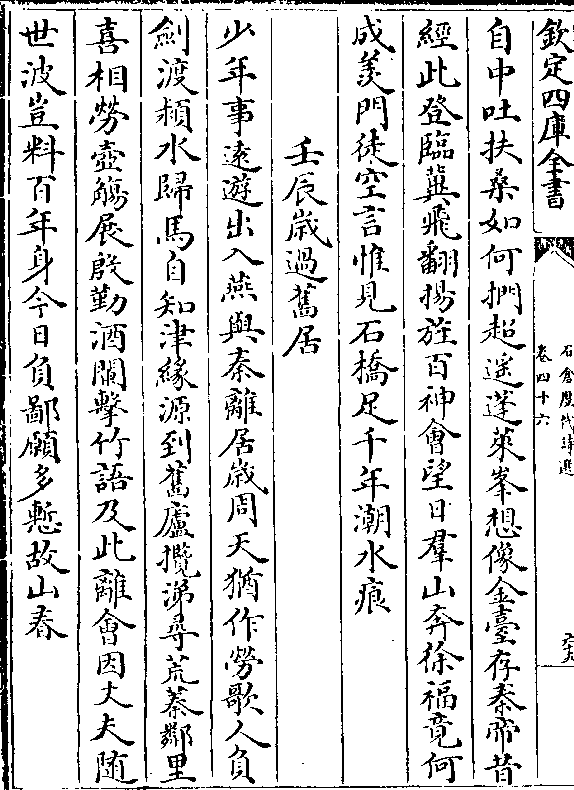 欽定四庫全書
石倉歷代詩選
卷四十六
自中吐扶桑如何捫超遥蓬萊峯想像金臺存秦帝昔
經此登臨冀飛翻揚旌百神會望日羣山奔徐福竟何
成羨門徒空言惟見石橋足千年潮水痕
壬辰歲過舊居
少年事遠遊出入燕與秦離居歲周天猶作勞歌人負
劍渡潁水歸馬自知津緣源到舊廬攬涕尋荒蓁鄰里
喜相勞壺觴展殷勤酒闌擊竹語及此離會因丈夫隨
世波豈料百年身今日負鄙願多慙故山春